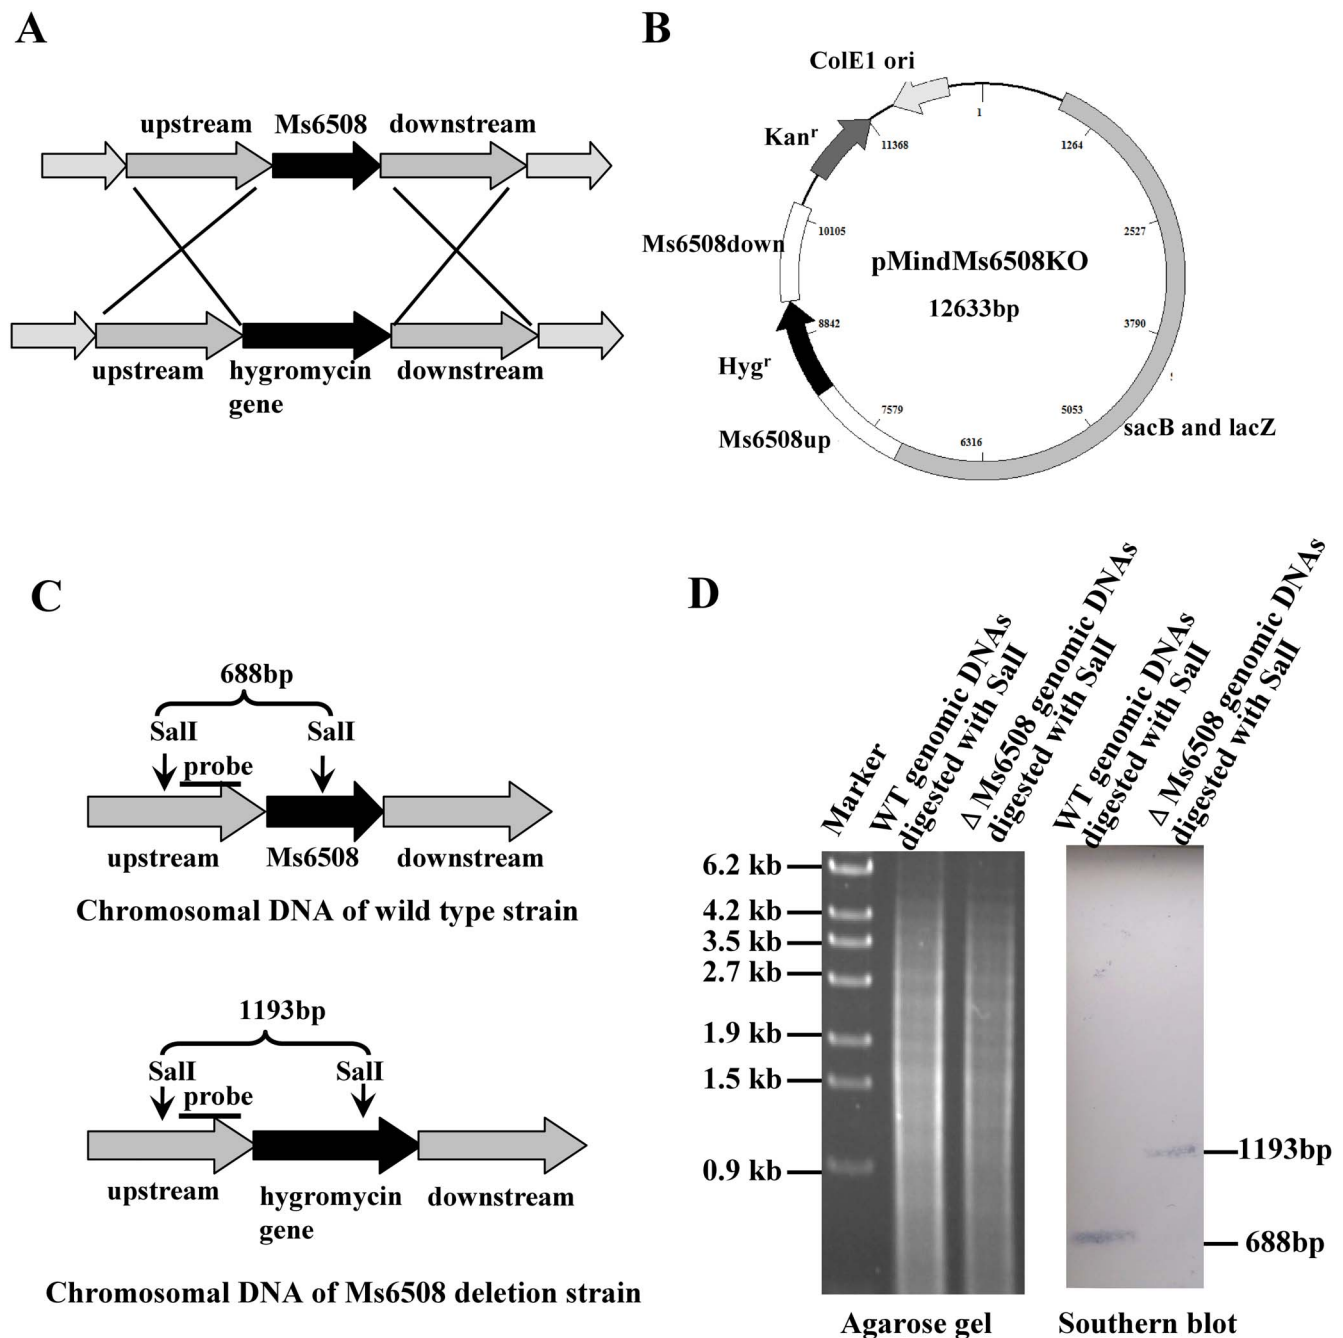 A
upstream Ms6508 downstream
upstream hygromycin downstream
gene
B
ColE1 ori
Kanʳ
1
11368
1264
Ms6508down
10105
2527
pMindMs6508KO
12633bp
8842
3790
Hygʳ
7579
5053
6316
Ms6508up
sacB and lacZ
C
688bp
SalI SalI
probe
upstream Ms6508 downstream
Chromosomal DNA of wild type strain
1193bp
SalI SalI
probe
upstream hygromycin downstream
gene
Chromosomal DNA of Ms6508 deletion strain
D
Marker
WT genomic DNAs
digested with SalI
Δ Ms6508 genomic DNAs
digested with SalI
WT genomic DNAs
digested with SalI
Δ Ms6508 genomic DNAs
digested with SalI
6.2 kb
4.2 kb
3.5 kb
2.7 kb
1.9 kb
1.5 kb
0.9 kb
1193bp
688bp
Agarose gel Southern blot